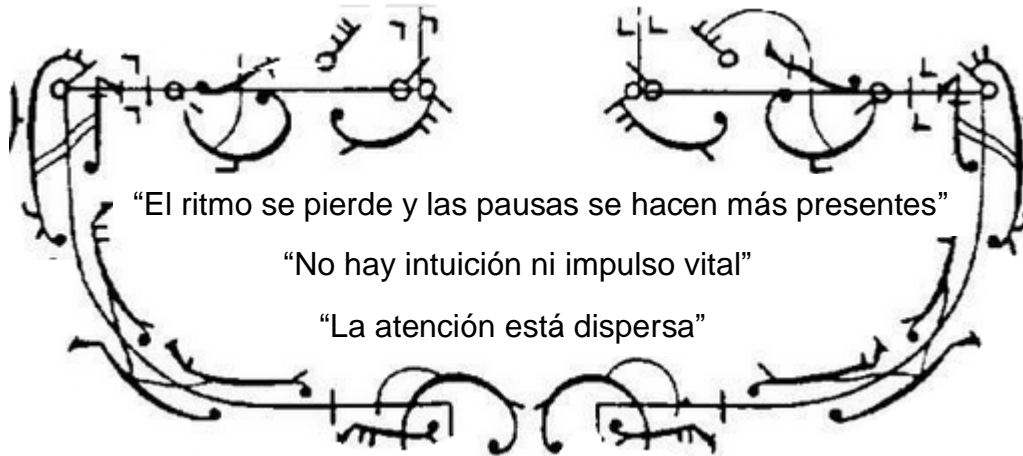 “El ritmo se pierde y las pausas se hacen más presentes”
“No hay intuición ni impulso vital”
“La atención está dispersa”